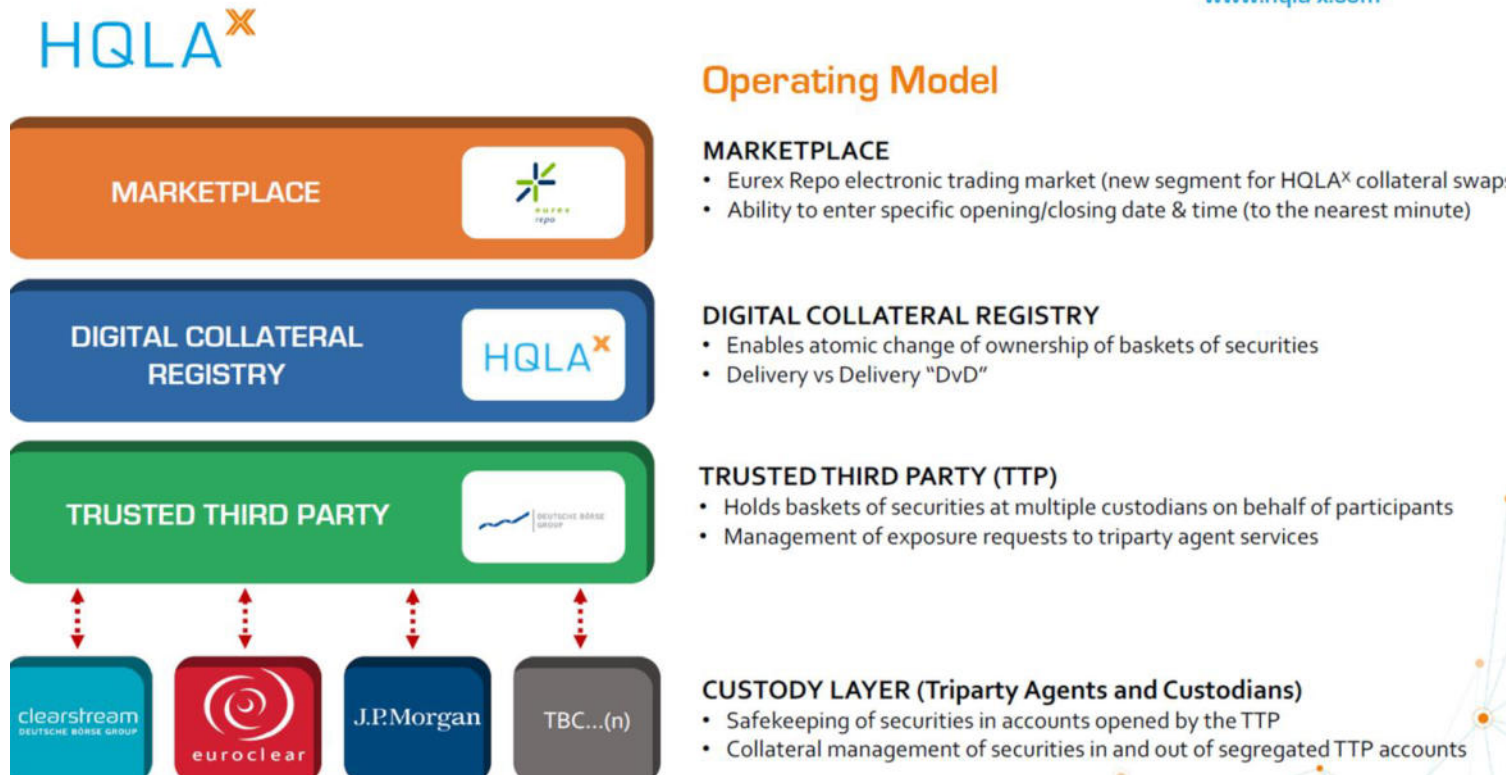 www.hqla-x.com
HQLAX
Operating Model
MARKETPLACE
eurex
repo
MARKETPLACE
• Eurex Repo electronic trading market (new segment for HQLAX collateral swaps
• Ability to enter specific opening/closing date & time (to the nearest minute)
DIGITAL COLLATERAL
REGISTRY
HQLAX
DIGITAL COLLATERAL REGISTRY
• Enables atomic change of ownership of baskets of securities
• Delivery vs Delivery “DvD”
TRUSTED THIRD PARTY
DEUTSCHE BÖRSE
GROUP
TRUSTED THIRD PARTY (TTP)
• Holds baskets of securities at multiple custodians on behalf of participants
• Management of exposure requests to triparty agent services
clearstream
DEUTSCHE BÖRSE GROUP
euroclear
J.P.Morgan
TBC...(n)
CUSTODY LAYER (Triparty Agents and Custodians)
• Safekeeping of securities in accounts opened by the TTP
• Collateral management of securities in and out of segregated TTP accounts